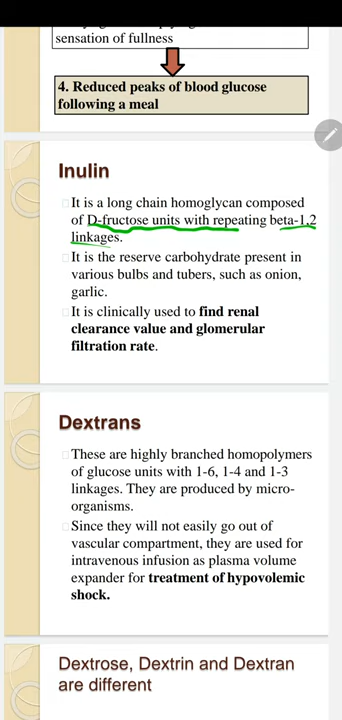 sensation of fullness
4. Reduced peaks of blood glucose
following a meal
Inulin
It is a long chain homoglycan composed
of D-fructose units with repeating beta-1,2
linkages.
It is the reserve carbohydrate present in
various bulbs and tubers, such as onion,
garlic.
It is clinically used to find renal
clearance value and glomerular
filtration rate.
Dextrans
These are highly branched homopolymers
of glucose units with 1-6, 1-4 and 1-3
linkages. They are produced by micro-
organisms.
Since they will not easily go out of
vascular compartment, they are used for
intravenous infusion as plasma volume
expander for treatment of hypovolemic
shock.
Dextrose, Dextrin and Dextran
are different